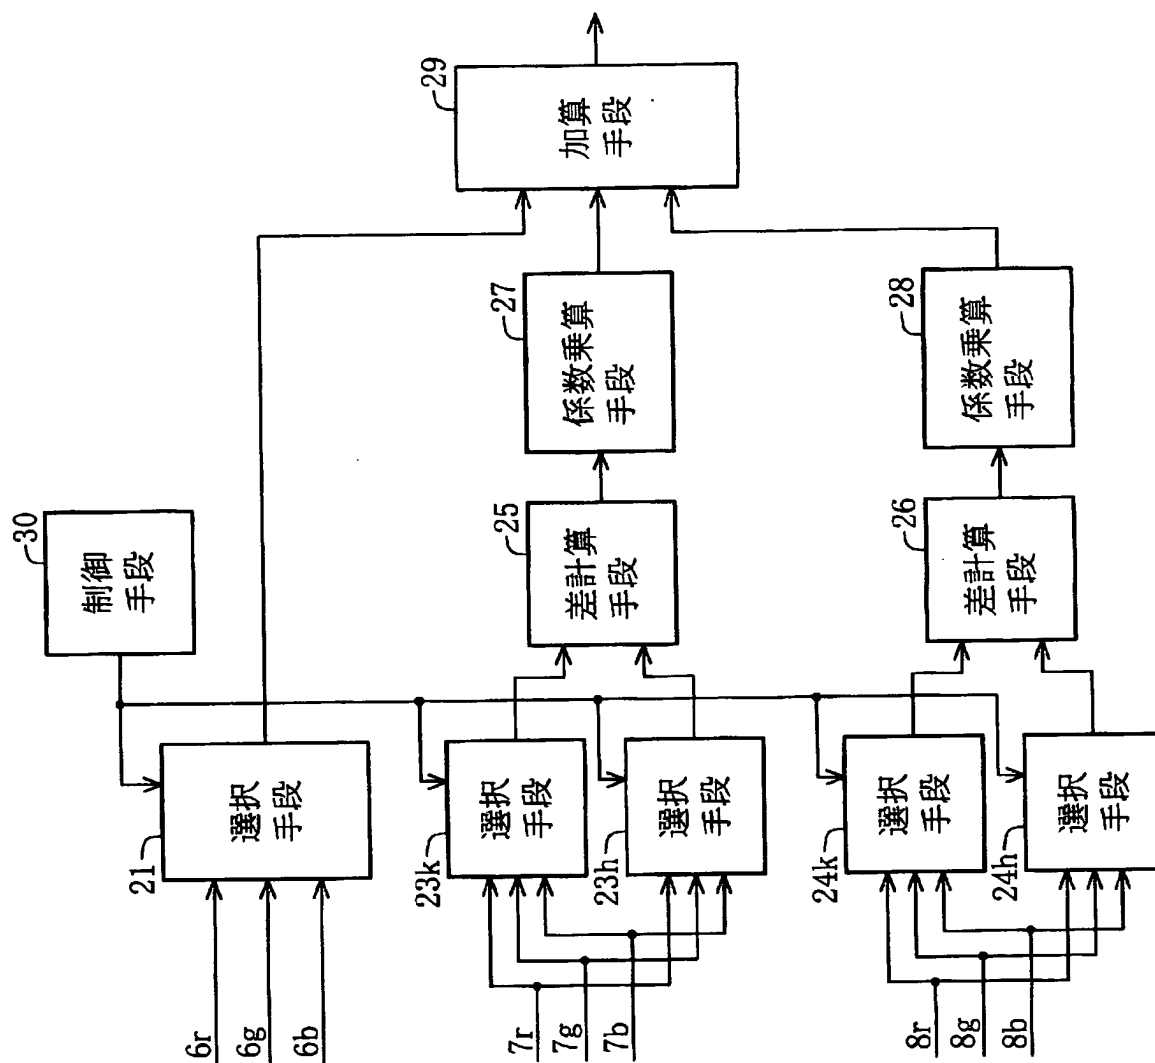 30
制御
手段
21
選択
手段
6r
6g
6b
23k
選択
手段
23h
選択
手段
7r
7g
7b
25
差計算
手段
27
係数乗算
手段
29
加算
手段
24k
選択
手段
24h
選択
手段
8r
8g
8b
26
差計算
手段
28
係数乗算
手段